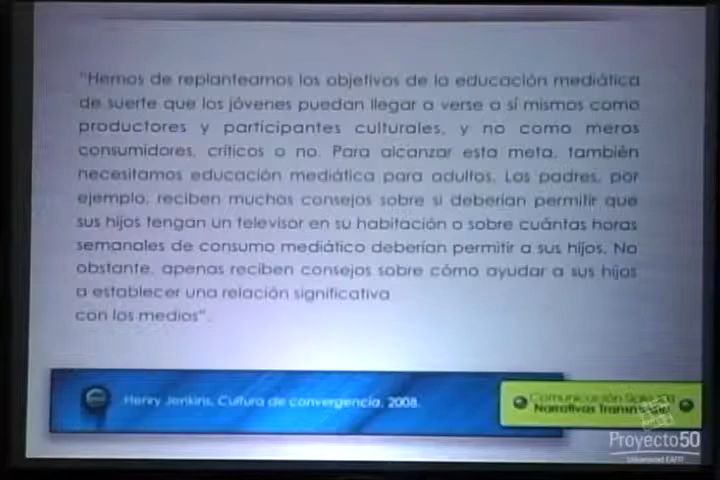 "Hemos de replantearnos los objetivos de la educación mediática
de suerte que los jóvenes puedan llegar a verse a sí mismos como
productores y participantes culturales, y no como meros
consumidores, críticos o no. Para alcanzar esta meta, también
necesitamos educación mediática para adultos. Los padres, por
ejemplo, reciben muchos consejos sobre si deberían permitir que
sus hijos tengan un televisor en su habitación o sobre cuántas horas
semanales de consumo mediático deberían permitir a sus hijos. No
obstante, apenas reciben consejos sobre cómo ayudar a sus hijos
a establecer una relación significativa
con los medios".
Henry Jenkins, Cultura de convergencia, 2008.
Comunicación
Narrativas
Proyecto50
Universidad EAFIT